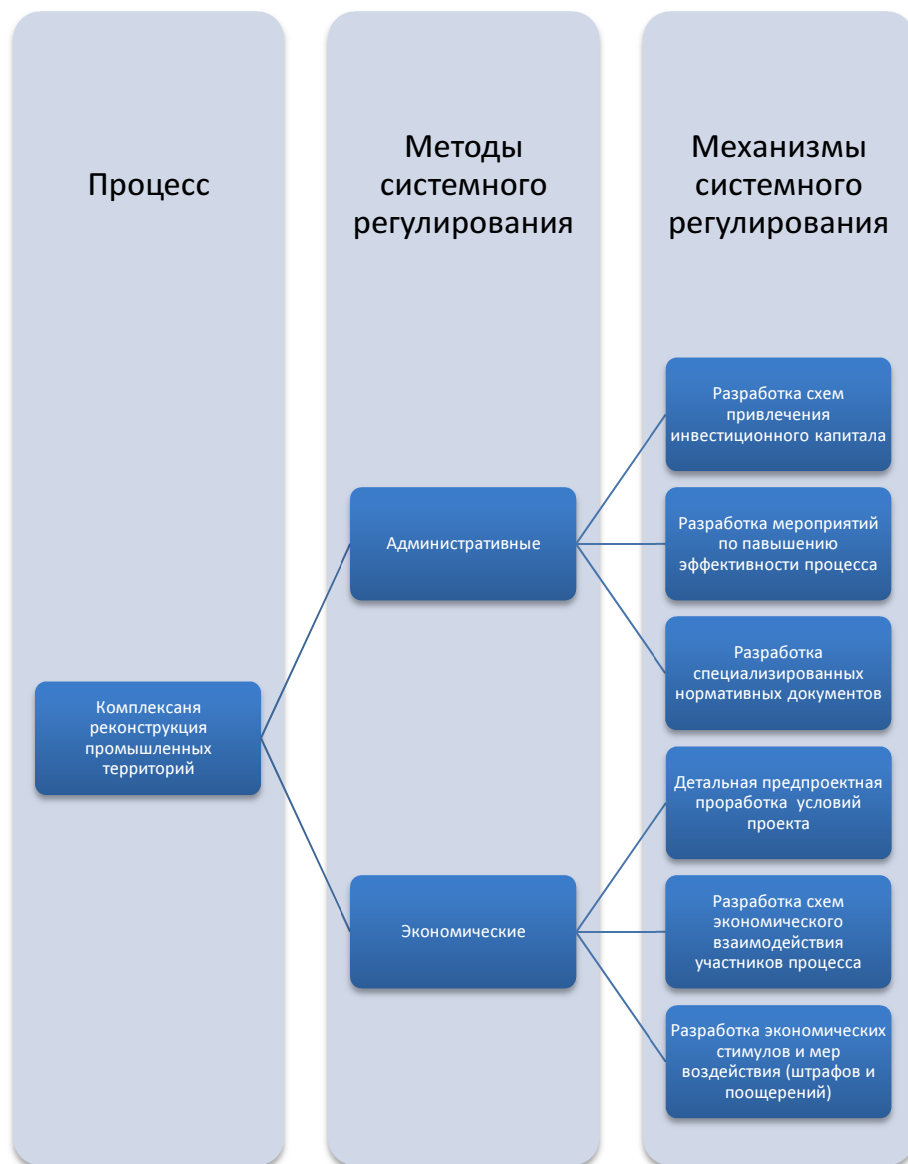 Процесс
Методы
системного
регулирования
Механизмы
системного
регулирования
Комплексаня
реконструкция
промышленных
территорий
Административные
Экономические
Разработка схем
привлечения
инвестиционного капитала
Разработка мероприятий
по павышению
эффективности процесса
Разработка
специализированных
нормативных документов
Детальная предпроектная
проработка условий
проекта
Разработка схем
экономического
взаимодействия
участников процесса
Разработка экономических
стимулов и мер
воздействия (штрафов и
поощерений)